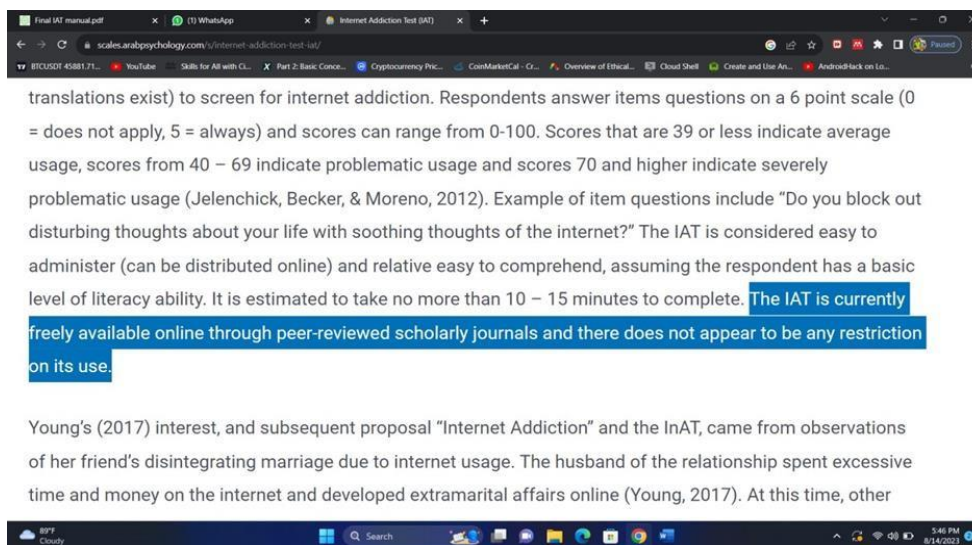 Final IAT manual.pdf
(1) WhatsApp
Internet Addiction Test (IAT)
scales.arabpsychology.com/s/internet-addiction-test-iat/
Paused
BTCUSDT 45881.71...
YouTube
Skills for All with Ci...
Part 2: Basic Conce...
Cryptocurrency Pric...
CoinMarketCal - Cr...
Overview of Ethical...
Cloud Shell
Create and Use An...
AndroidHack on Lo...
translations exist) to screen for internet addiction. Respondents answer items questions on a 6 point scale (0
= does not apply, 5 = always) and scores can range from 0-100. Scores that are 39 or less indicate average
usage, scores from 40 – 69 indicate problematic usage and scores 70 and higher indicate severely
problematic usage (Jelenchick, Becker, & Moreno, 2012). Example of item questions include “Do you block out
disturbing thoughts about your life with soothing thoughts of the internet?” The IAT is considered easy to
administer (can be distributed online) and relative easy to comprehend, assuming the respondent has a basic
level of literacy ability. It is estimated to take no more than 10 – 15 minutes to complete. The IAT is currently
freely available online through peer-reviewed scholarly journals and there does not appear to be any restriction
on its use.
Young’s (2017) interest, and subsequent proposal “Internet Addiction” and the InAT, came from observations
of her friend’s disintegrating marriage due to internet usage. The husband of the relationship spent excessive
time and money on the internet and developed extramarital affairs online (Young, 2017). At this time, other
89°F
Cloudy
Search
5:46 PM
8/14/2023